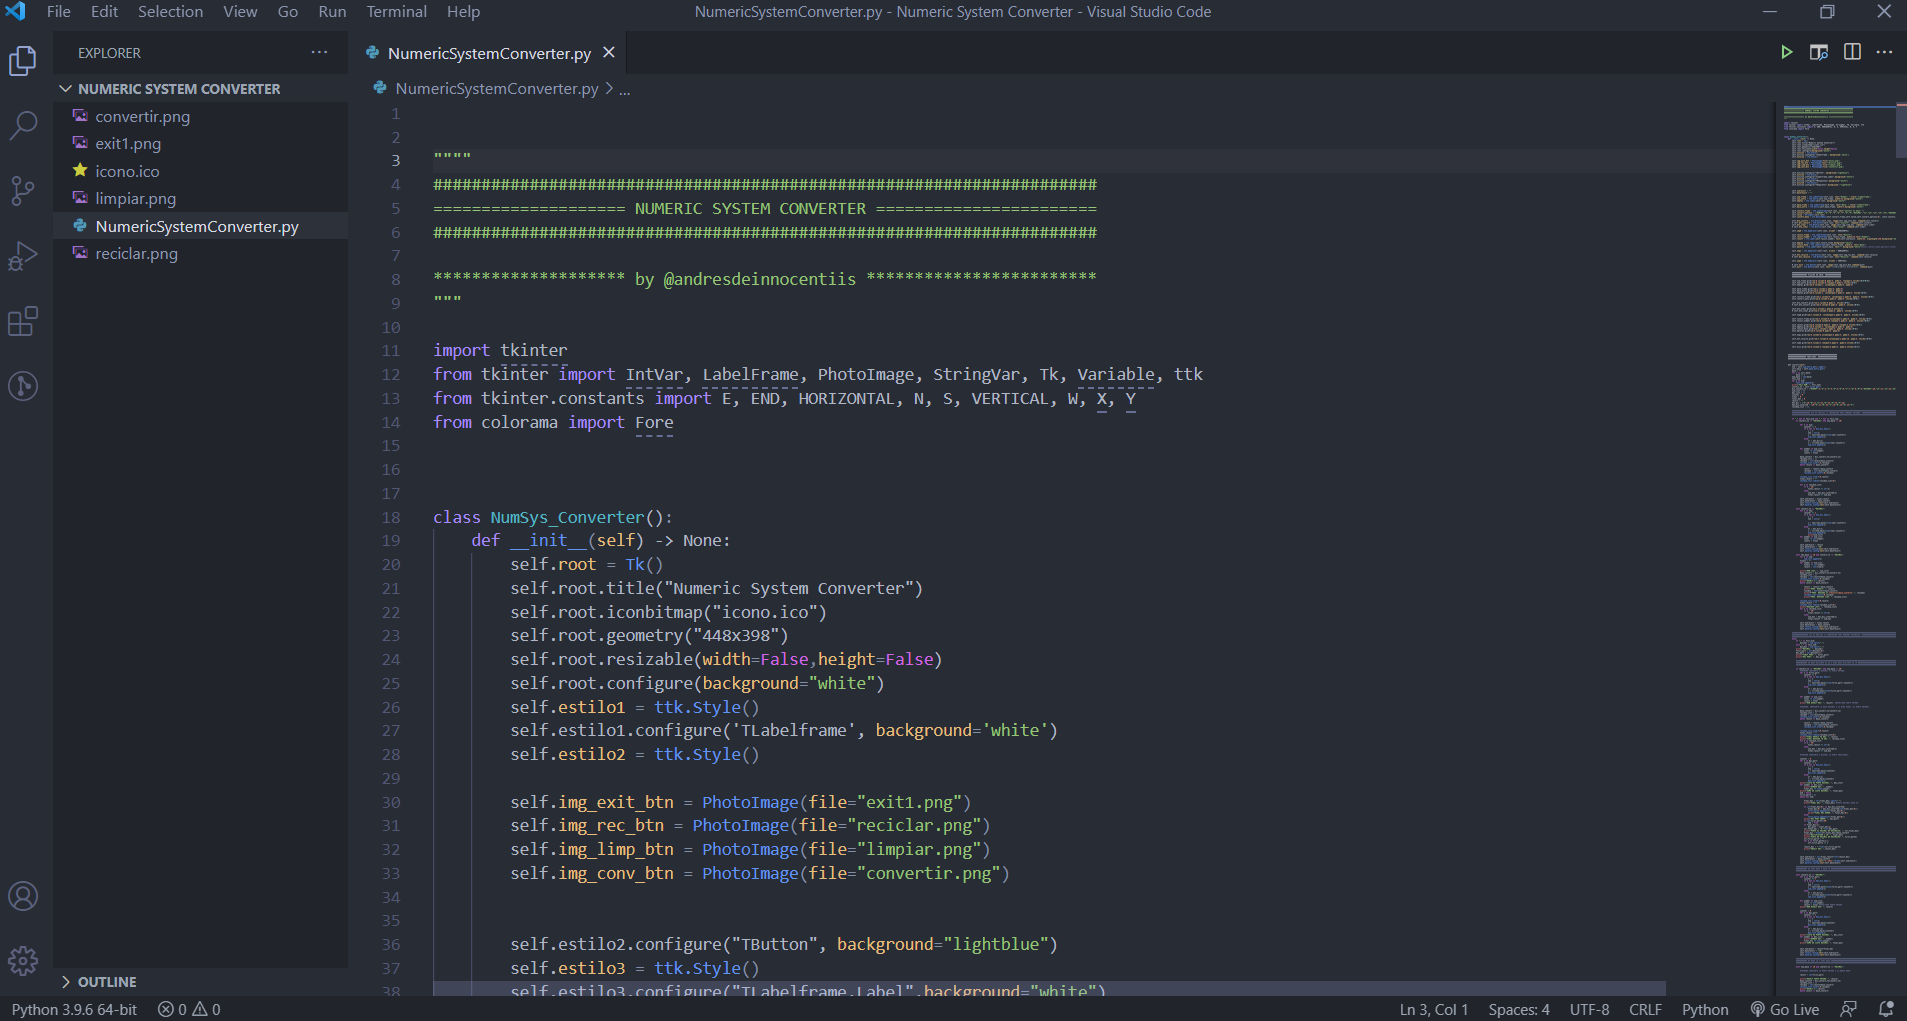 File Edit Selection View Go Run Terminal Help NumericSystemConverter.py - Numeric System Converter - Visual Studio Code
EXPLORER
NUMERIC SYSTEM CONVERTER
convertir.png
exit1.png
icono.ico
limpiar.png
NumericSystemConverter.py
reciclar.png
OUTLINE
NumericSystemConverter.py
NumericSystemConverter.py > ...
1
2
3 """"
4 #####################################################################
5 ==================== NUMERIC SYSTEM CONVERTER =======================
6 #####################################################################
7
8 ******************** by @andresdeinnocentiis ************************
9 """
10
11 import tkinter
12 from tkinter import IntVar, LabelFrame, PhotoImage, StringVar, Tk, Variable, ttk
13 from tkinter.constants import E, END, HORIZONTAL, N, S, VERTICAL, W, X, Y
14 from colorama import Fore
15
16
17
18 class NumSys_Converter():
19 def __init__(self) -> None:
20 self.root = Tk()
21 self.root.title("Numeric System Converter")
22 self.root.iconbitmap("icono.ico")
23 self.root.geometry("448x398")
24 self.root.resizable(width=False,height=False)
25 self.root.configure(background="white")
26 self.estilo1 = ttk.Style()
27 self.estilo1.configure('TLabelframe', background='white')
28 self.estilo2 = ttk.Style()
29
30 self.img_exit_btn = PhotoImage(file="exit1.png")
31 self.img_rec_btn = PhotoImage(file="reciclar.png")
32 self.img_limp_btn = PhotoImage(file="limpiar.png")
33 self.img_conv_btn = PhotoImage(file="convertir.png")
34
35
36 self.estilo2.configure("TButton", background="lightblue")
37 self.estilo3 = ttk.Style()
38 self.estilo3.configure("TLabelframe.Label",background="white")
Python 3.9.6 64-bit 0 0 Ln 3, Col 1 Spaces: 4 UTF-8 CRLF Python Go Live